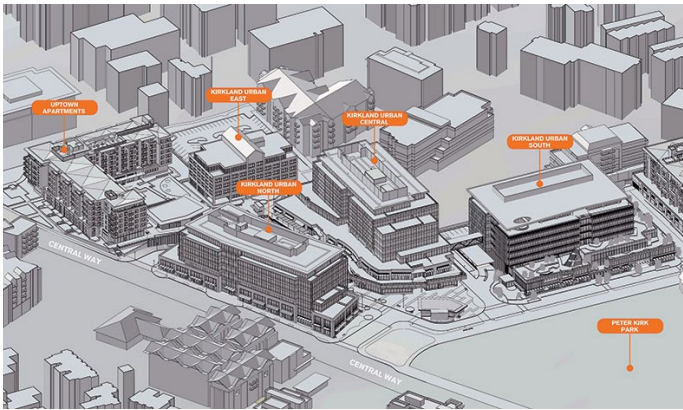 KIRKLAND URBAN
EAST
UPTOWN
APARTMENTS
KIRKLAND URBAN
CENTRAL
KIRKLAND URBAN
SOUTH
KIRKLAND URBAN
NORTH
CENTRAL WAY
PETER KIRK
PARK
CENTRAL WAY